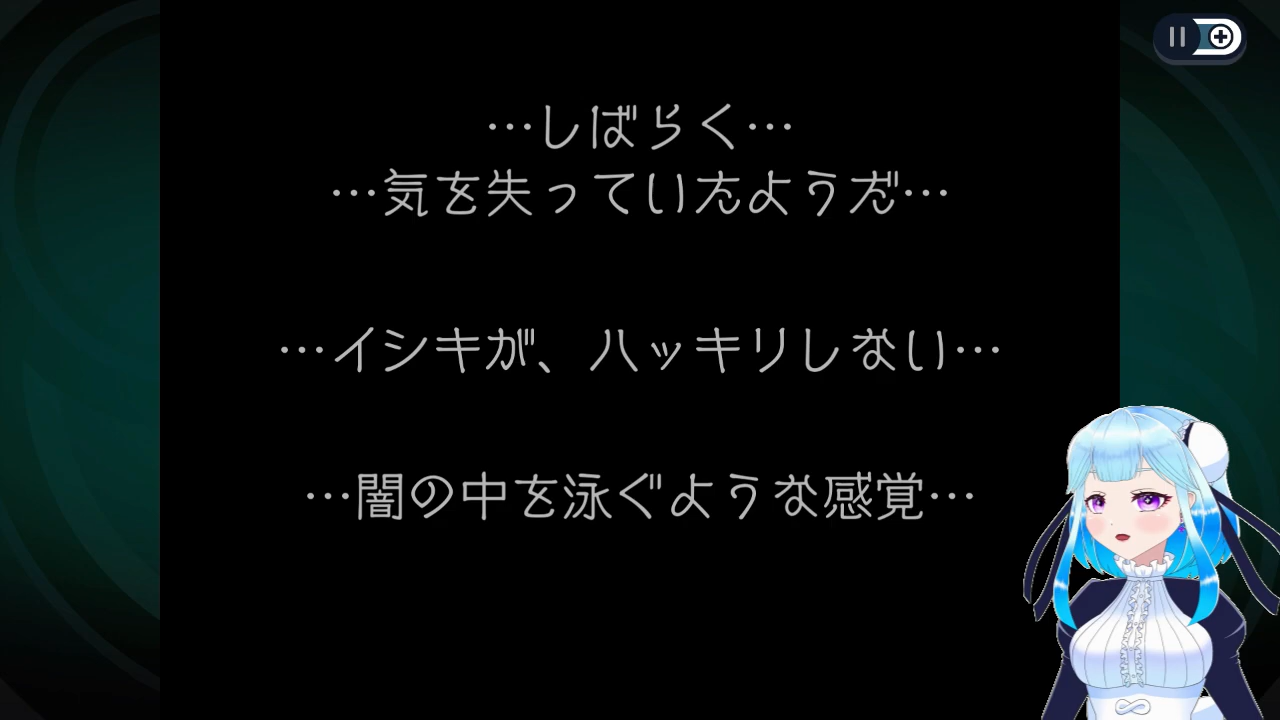 …しばらく…
…気を失っていたようだ…
…イシキが、ハッキリしない…
…闇の中を泳ぐような感覚…